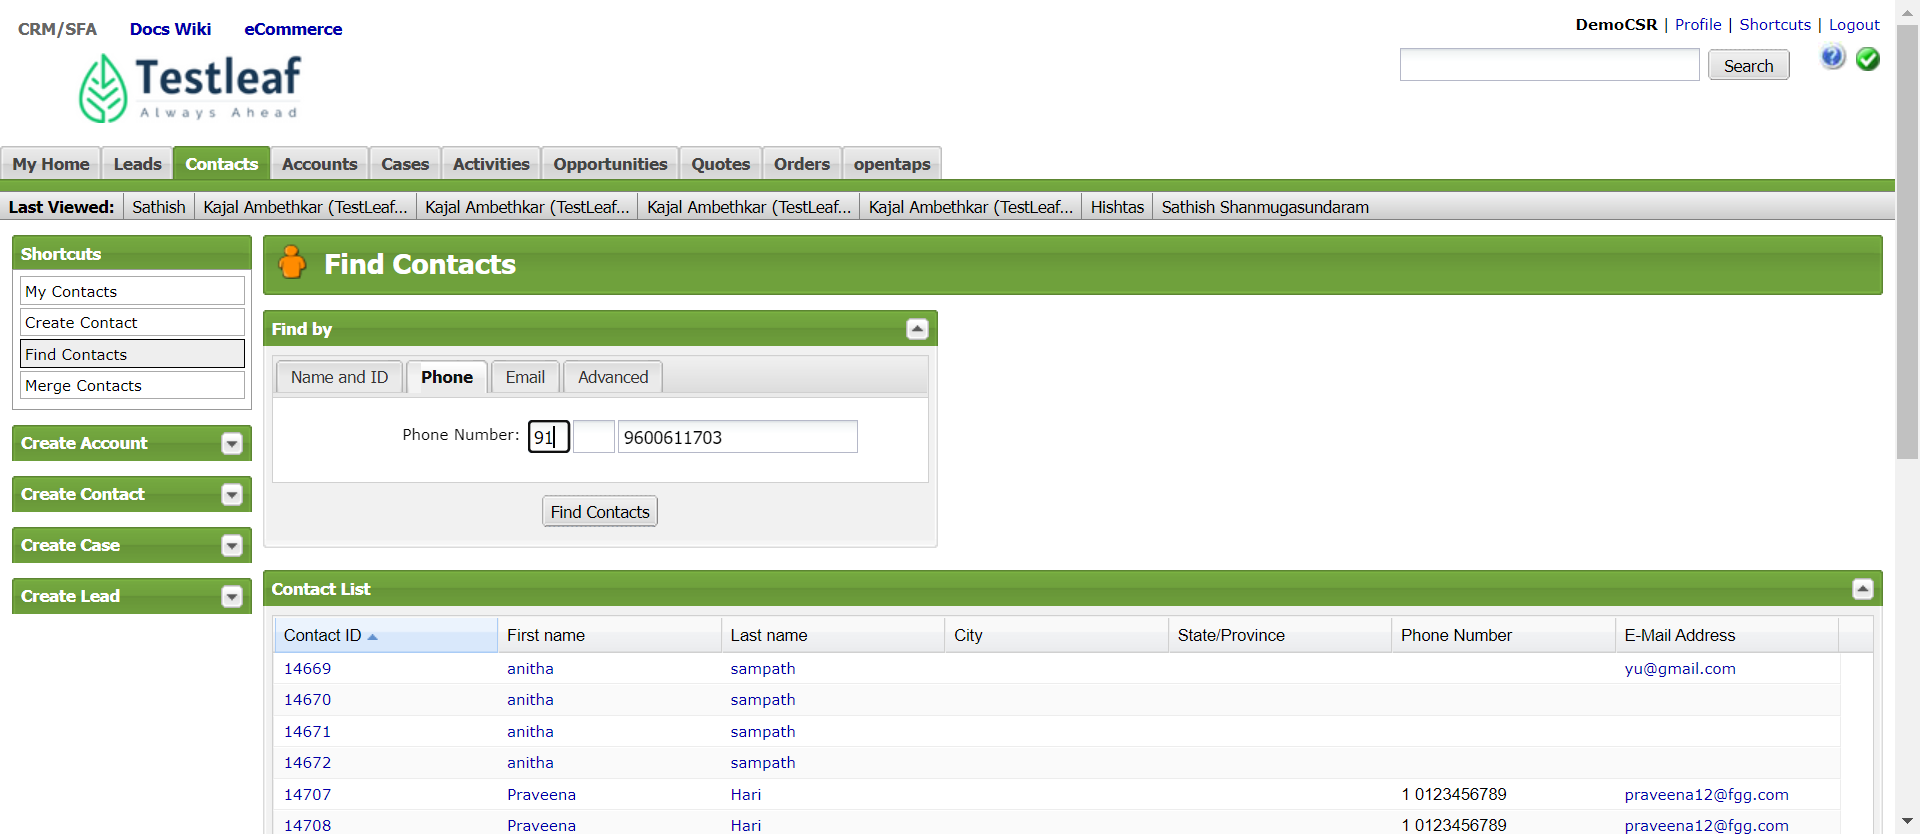 CRM/SFA Docs Wiki eCommerce
DemoCSR | Profile | Shortcuts | Logout
Search
Testleaf
Always Ahead
My Home Leads Contacts Accounts Cases Activities Opportunities Quotes Orders opentaps
Last Viewed: Sathish Kajal Ambethkar (TestLeaf... Kajal Ambethkar (TestLeaf... Kajal Ambethkar (TestLeaf... Kajal Ambethkar (TestLeaf... Hishtas Sathish Shanmugasundaram
Shortcuts
My Contacts
Create Contact
Find Contacts
Merge Contacts
Create Account
Create Contact
Create Case
Create Lead
Find Contacts
Find by
Name and ID Phone Email Advanced
Phone Number: 91 9600611703
Find Contacts
Contact List
Contact ID First name Last name City State/Province Phone Number E-Mail Address
14669 anitha sampath yu@gmail.com
14670 anitha sampath
14671 anitha sampath
14672 anitha sampath
14707 Praveena Hari 1 0123456789 praveena12@fgg.com
14708 Praveena Hari 1 0123456789 praveena12@fgg.com